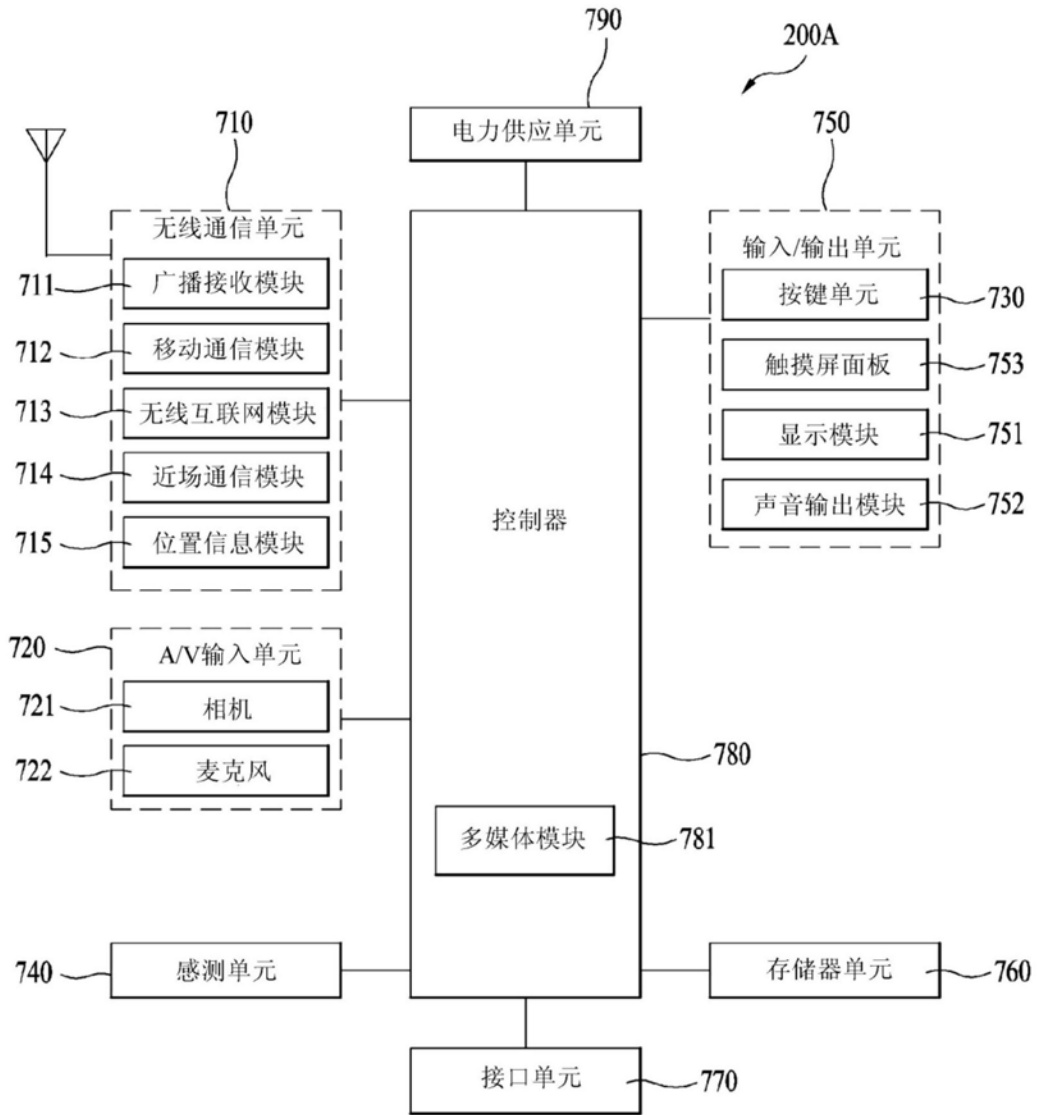 790
200A
电力供应单元
710
750
无线通信单元
输入/输出单元
711
广播接收模块
按键单元
730
712
移动通信模块
触摸屏面板
753
713
无线互联网模块
显示模块
751
714
近场通信模块
声音输出模块
752
715
位置信息模块
控制器
720
A/V输入单元
721
相机
722
麦克风
780
多媒体模块
781
740
感测单元
存储器单元
760
接口单元
770